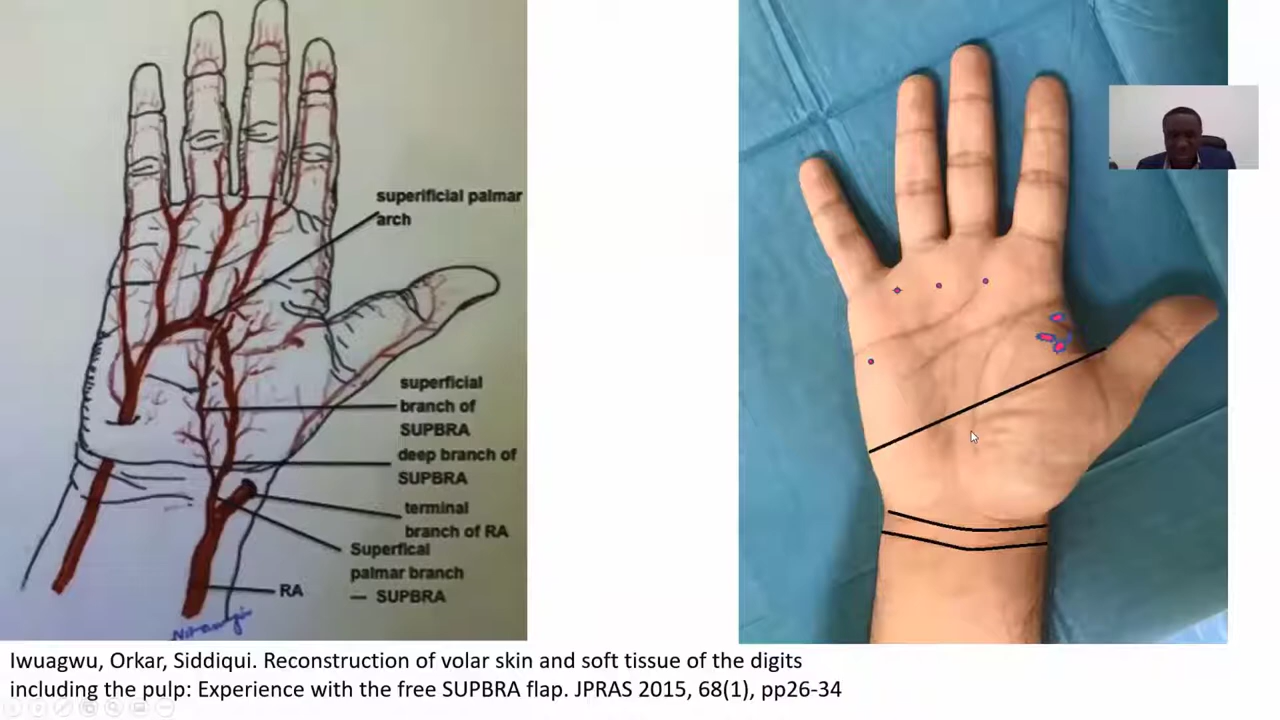 superificial palmar
arch
superficial
branch of
SUPBRA
deep branch of
SUPBRA
terminal
branch of RA
Superfical
palmar branch
— SUPBRA
RA
Iwuagwu, Orkar, Siddiqui. Reconstruction of volar skin and soft tissue of the digits
including the pulp: Experience with the free SUPBRA flap. JPRAS 2015, 68(1), pp26-34